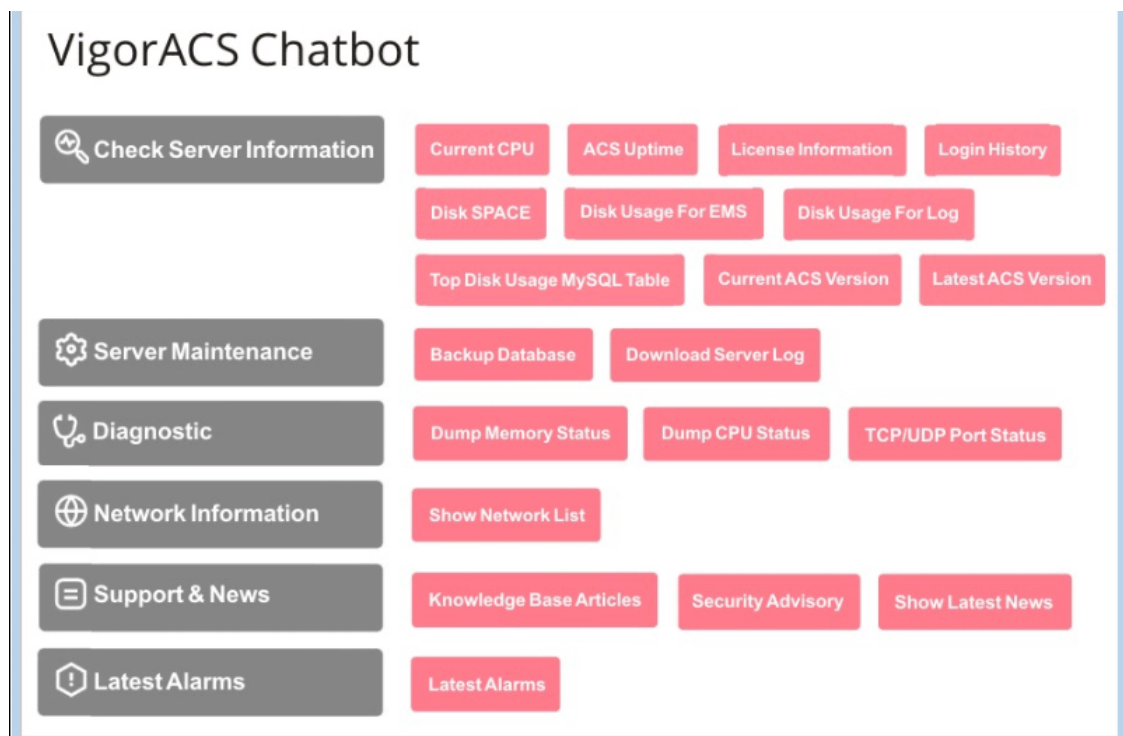 VigorACS Chatbot
Check Server Information
Current CPU
ACS Uptime
License Information
Login History
Disk SPACE
Disk Usage For EMS
Disk Usage For Log
Top Disk Usage MySQL Table
Current ACS Version
Latest ACS Version
Server Maintenance
Backup Database
Download Server Log
Diagnostic
Dump Memory Status
Dump CPU Status
TCP/UDP Port Status
Network Information
Show Network List
Support & News
Knowledge Base Articles
Security Advisory
Show Latest News
Latest Alarms
Latest Alarms